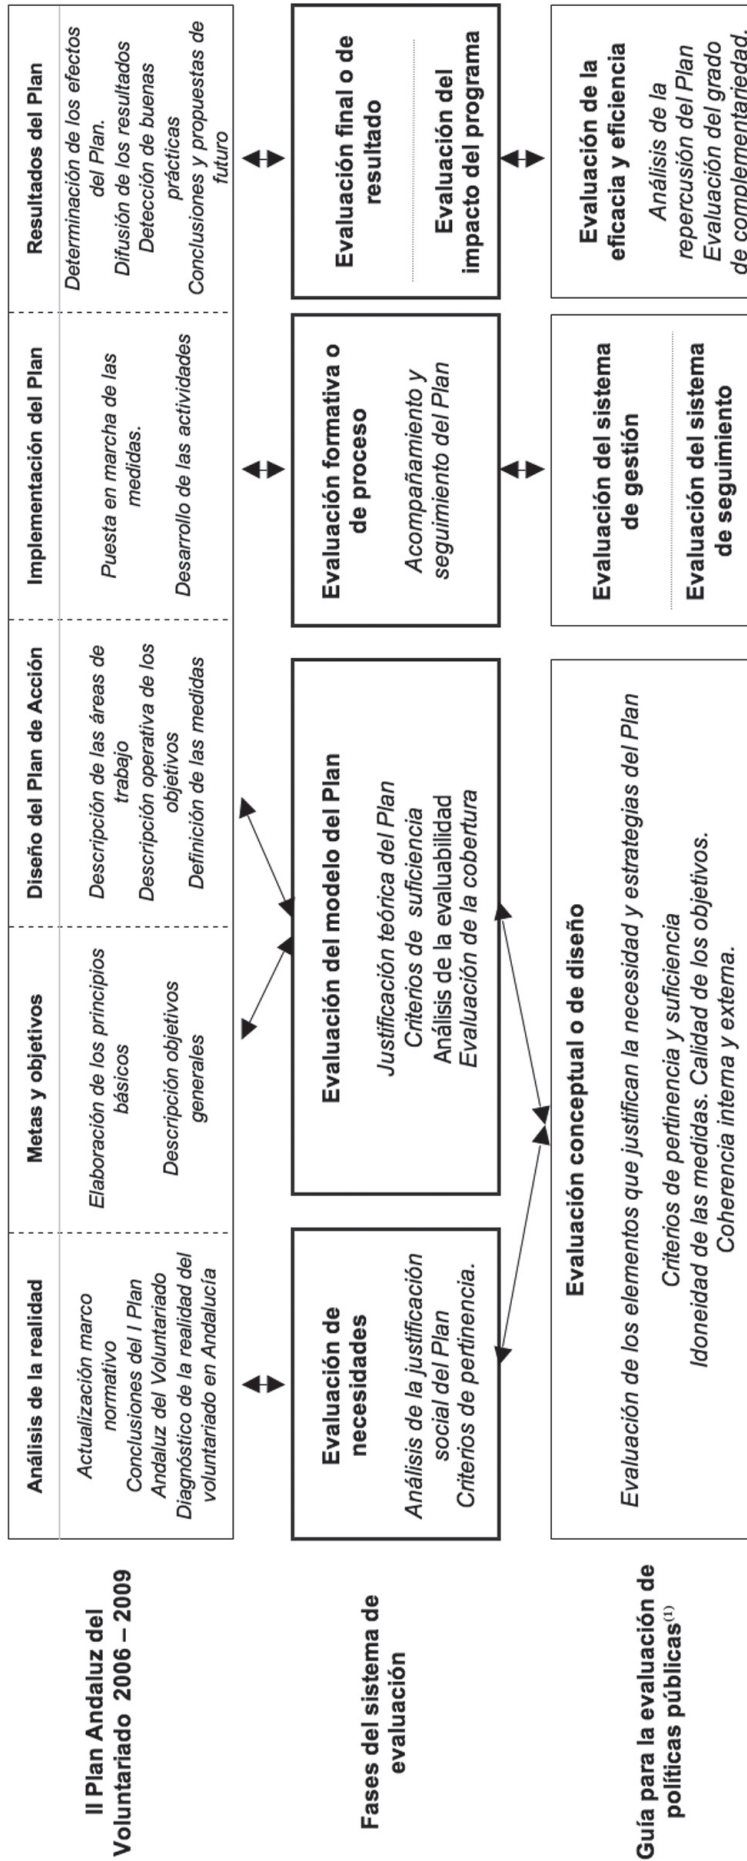 II Plan Andaluz del
Voluntariado 2006 – 2009
Análisis de la realidad
Actualización marco
normativo
Conclusiones del I Plan
Andaluz del Voluntariado
Diagnóstico de la realidad del
voluntariado en Andalucía
Metas y objetivos
Elaboración de los principios
básicos
Descripción objetivos
generales
Diseño del Plan de Acción
Descripción de las áreas de
trabajo
Descripción operativa de los
objetivos
Definición de las medidas
Implementación del Plan
Puesta en marcha de las
medidas.
Desarrollo de las actividades
Resultados del Plan
Determinación de los efectos
del Plan.
Difusión de los resultados
Detección de buenas
prácticas
Conclusiones y propuestas de
futuro
Fases del sistema de
evaluación
Evaluación de
necesidades
Análisis de la justificación
social del Plan
Criterios de pertinencia.
Evaluación del modelo del Plan
Justificación teórica del Plan
Criterios de suficiencia
Análisis de la evaluabilidad
Evaluación de la cobertura
Evaluación formativa o
de proceso
Acompañamiento y
seguimiento del Plan
Evaluación final o de
resultado
Evaluación del
impacto del programa
Guía para la evaluación de
políticas públicas(1)
Evaluación conceptual o de diseño
Evaluación de los elementos que justifican la necesidad y estrategias del Plan
Criterios de pertinencia y suficiencia
Idoneidad de las medidas. Calidad de los objetivos.
Coherencia interna y externa.
Evaluación del sistema
de gestión
Evaluación del sistema
de seguimiento
Evaluación de la
eficacia y eficiencia
Análisis de la
repercusión del Plan
Evaluación del grado
de complementariedad.